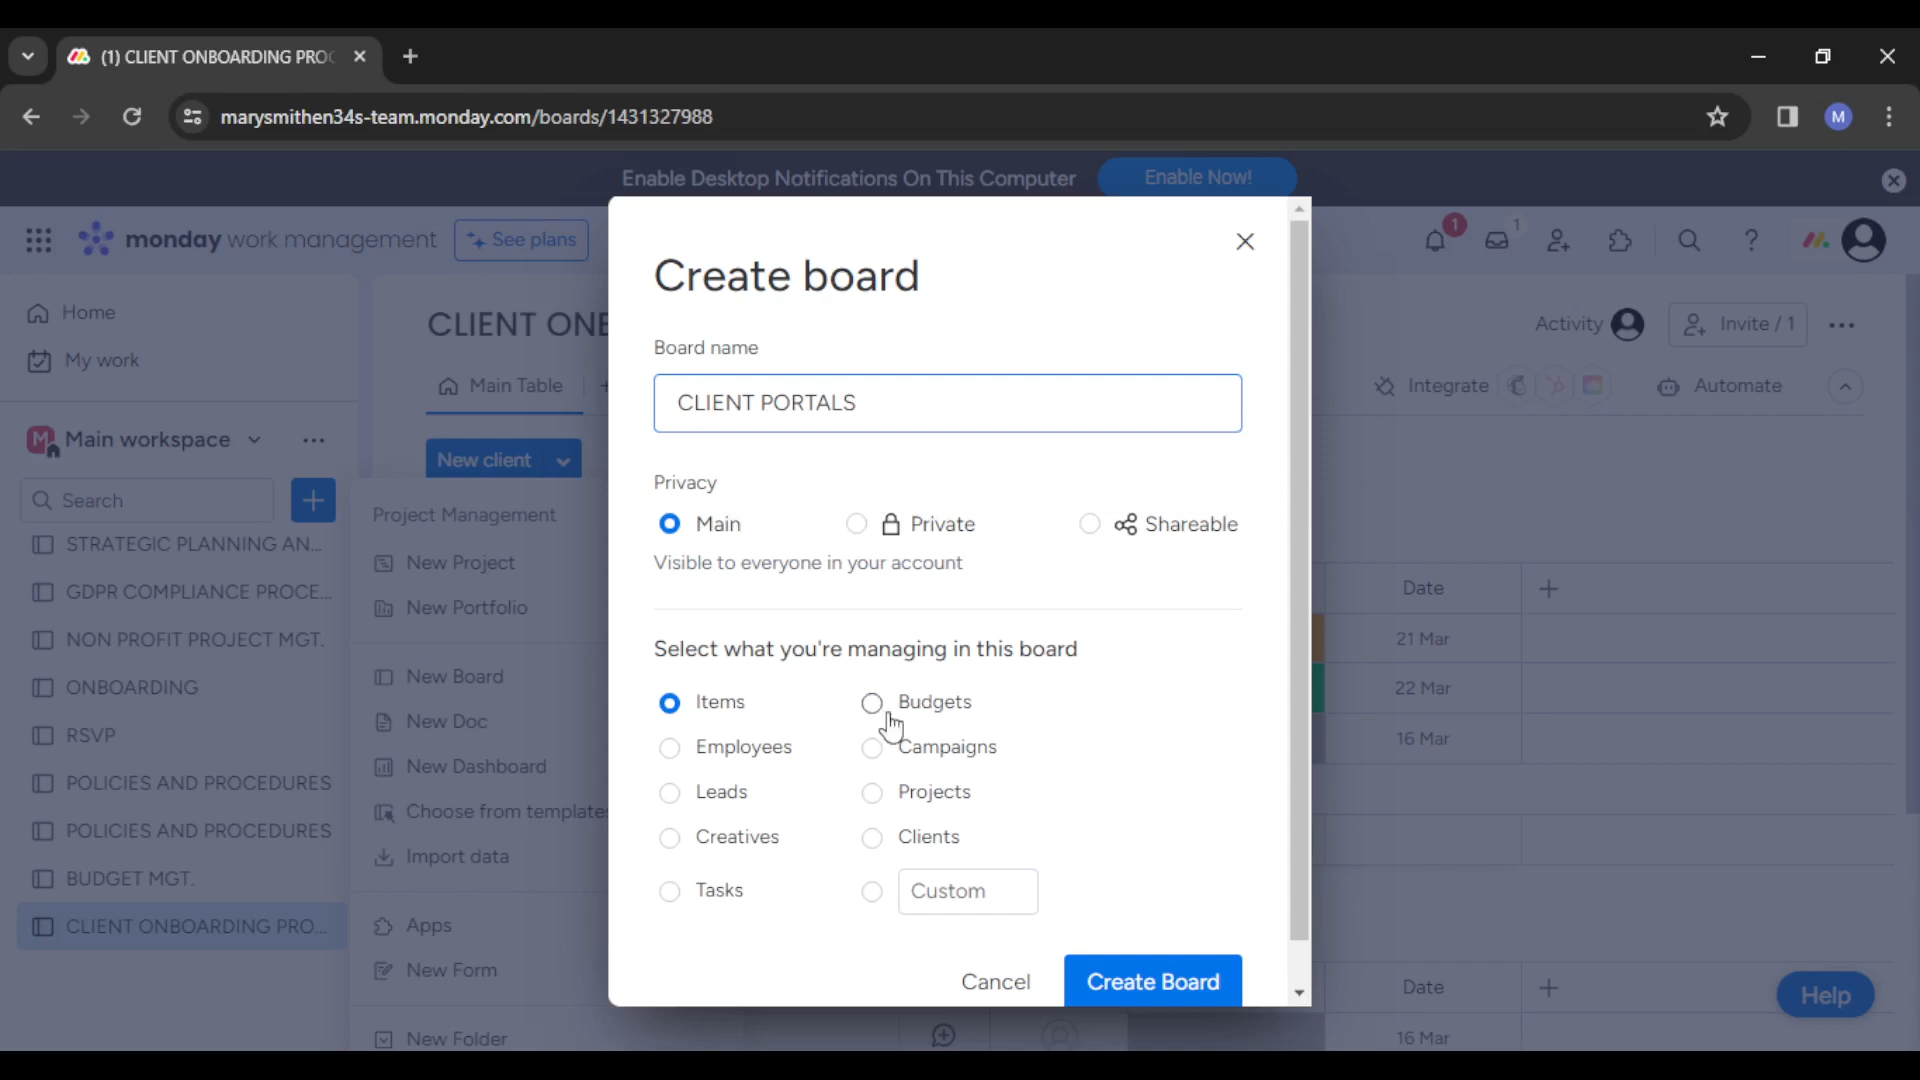 (1) CLIENT ONBOARDING PROC
marysmithen34s-team.monday.com/boards/1431327988
M
Enable Desktop Notifications On This Computer
Enable Now!
monday work management
See plans
1
1
Home
My work
M
Main workspace
Search
STRATEGIC PLANNING AN...
GDPR COMPLIANCE PROCE...
NON PROFIT PROJECT MGT.
ONBOARDING
RSVP
POLICIES AND PROCEDURES
POLICIES AND PROCEDURES
BUDGET MGT.
CLIENT ONBOARDING PRO...
CLIENT ONB
Main Table
New client
Project Management
New Project
New Portfolio
New Board
New Doc
New Dashboard
Choose from templates
Import data
Apps
New Form
New Folder
Create board
Board name
CLIENT PORTALS
Privacy
Main
Private
Shareable
Visible to everyone in your account
Select what you're managing in this board
Items
Budgets
Employees
Campaigns
Leads
Projects
Creatives
Clients
Tasks
Custom
Cancel
Create Board
Activity
Invite / 1
Integrate
Automate
Date
21 Mar
22 Mar
16 Mar
Date
16 Mar
Help